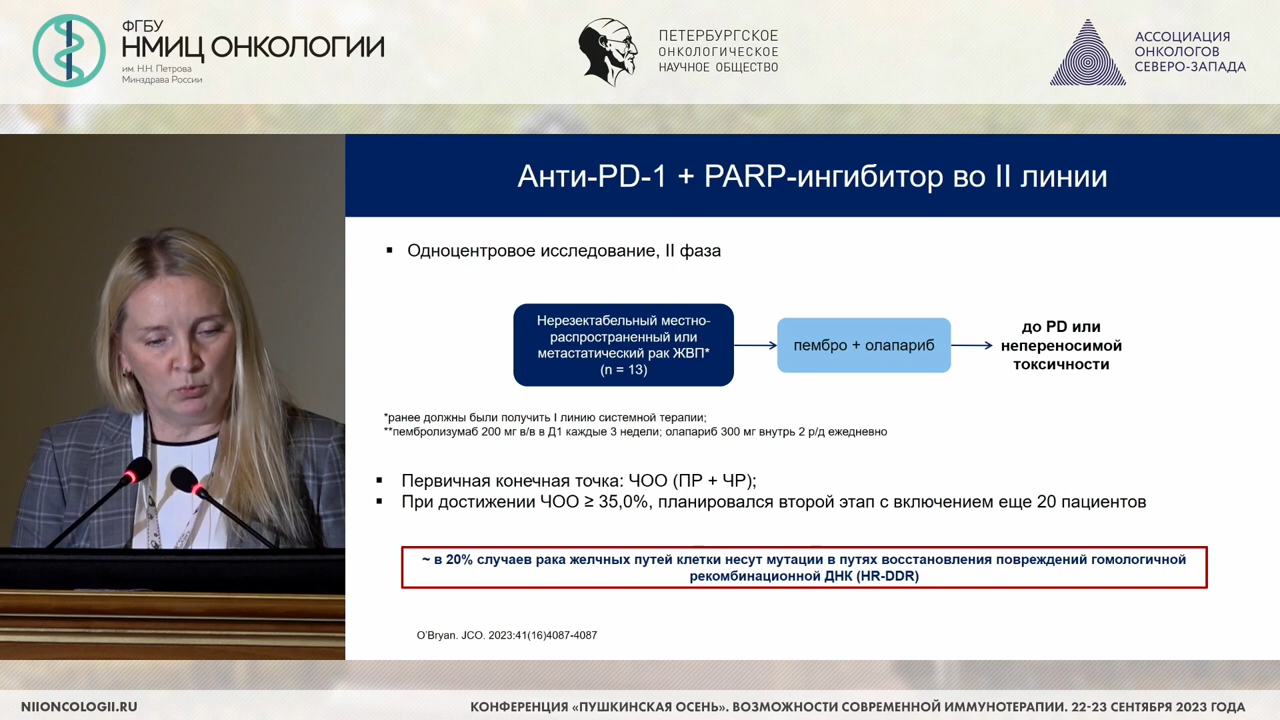 ФГБУ
НМИЦ ОНКОЛОГИИ
им. Н.Н. Петрова
Минздрава России
ПЕТЕРБУРГСКОЕ
ОНКОЛОГИЧЕСКОЕ
НАУЧНОЕ ОБЩЕСТВО
АССОЦИАЦИЯ
ОНКОЛОГОВ
СЕВЕРО-ЗАПАДА
Анти-PD-1 + PARP-ингибитор во II линии
▪ Одноцентровое исследование, II фаза
Нерезектабельный местно-
распространенный или
метастатический рак ЖВП*
(n = 13)
пембро + олапариб
до PD или
непереносимой
токсичности
*ранее должны были получить I линию системной терапии;
**пембролизумаб 200 мг в/в в Д1 каждые 3 недели; олапариб 300 мг внутрь 2 р/д ежедневно
▪ Первичная конечная точка: ЧОО (ПР + ЧР);
▪ При достижении ЧОО ≥ 35,0%, планировался второй этап с включением еще 20 пациентов
~ в 20% случаев рака желчных путей клетки несут мутации в путях восстановления повреждений гомологичной
рекомбинационной ДНК (HR-DDR)
O'Bryan. JCO. 2023:41(16)4087-4087
NIIONCOLOGII.RU
КОНФЕРЕНЦИЯ «ПУШКИНСКАЯ ОСЕНЬ». ВОЗМОЖНОСТИ СОВРЕМЕННОЙ ИММУНОТЕРАПИИ. 22-23 СЕНТЯБРЯ 2023 ГОДА